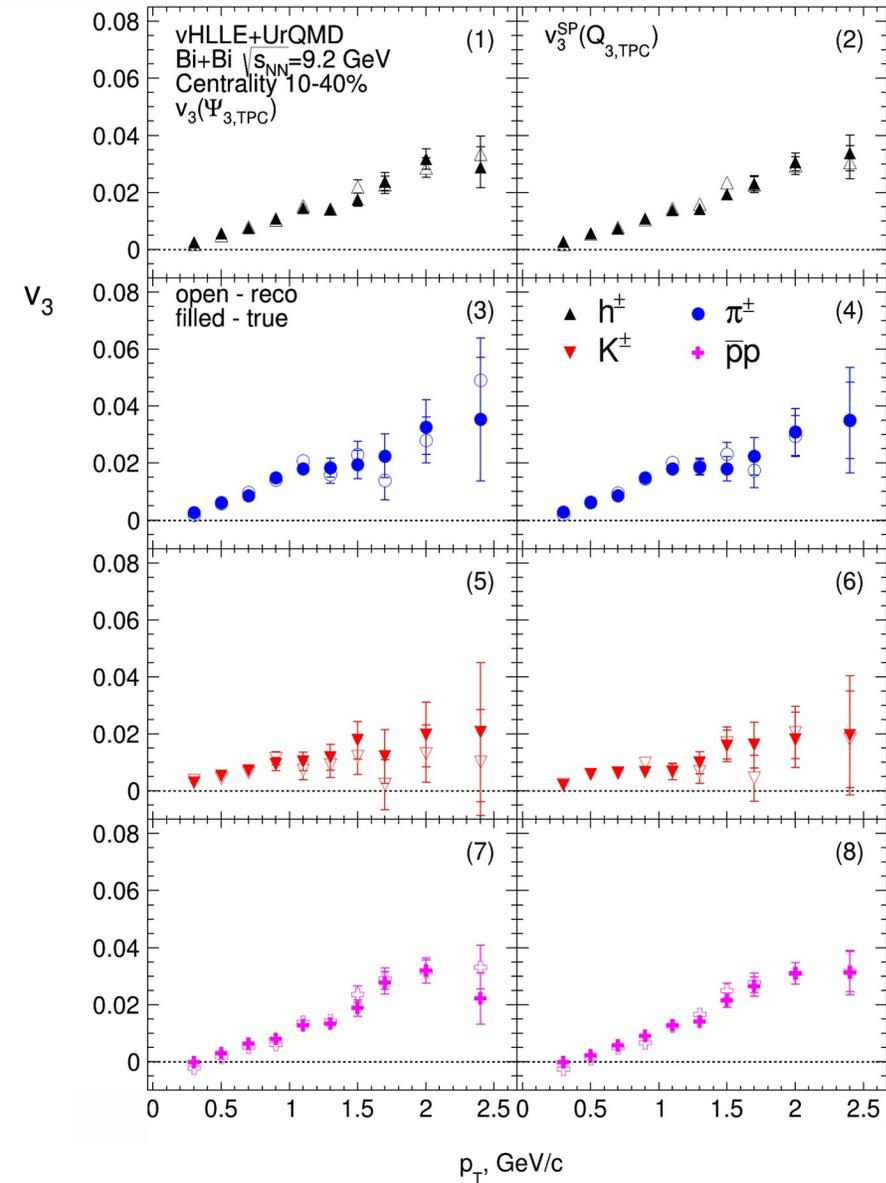 0.08
vHLLE+UrQMD
(1)
Bi+Bi √s_NN=9.2 GeV
Centrality 10-40%
v₃(Ψ₃,TPC)
0.06
0.04
0.02
0
v₃^SP(Q₃,TPC)
(2)
v₃
0.08
open - reco
filled - true
(3)
0.06
0.04
0.02
0
h± π±
K± p̄p
(4)
0.08
(5)
0.06
0.04
0.02
0
(6)
0.08
(7)
0.06
0.04
0.02
0
(8)
0 0.5 1 1.5 2 2.5 0 0.5 1 1.5 2 2.5
p_T, GeV/c